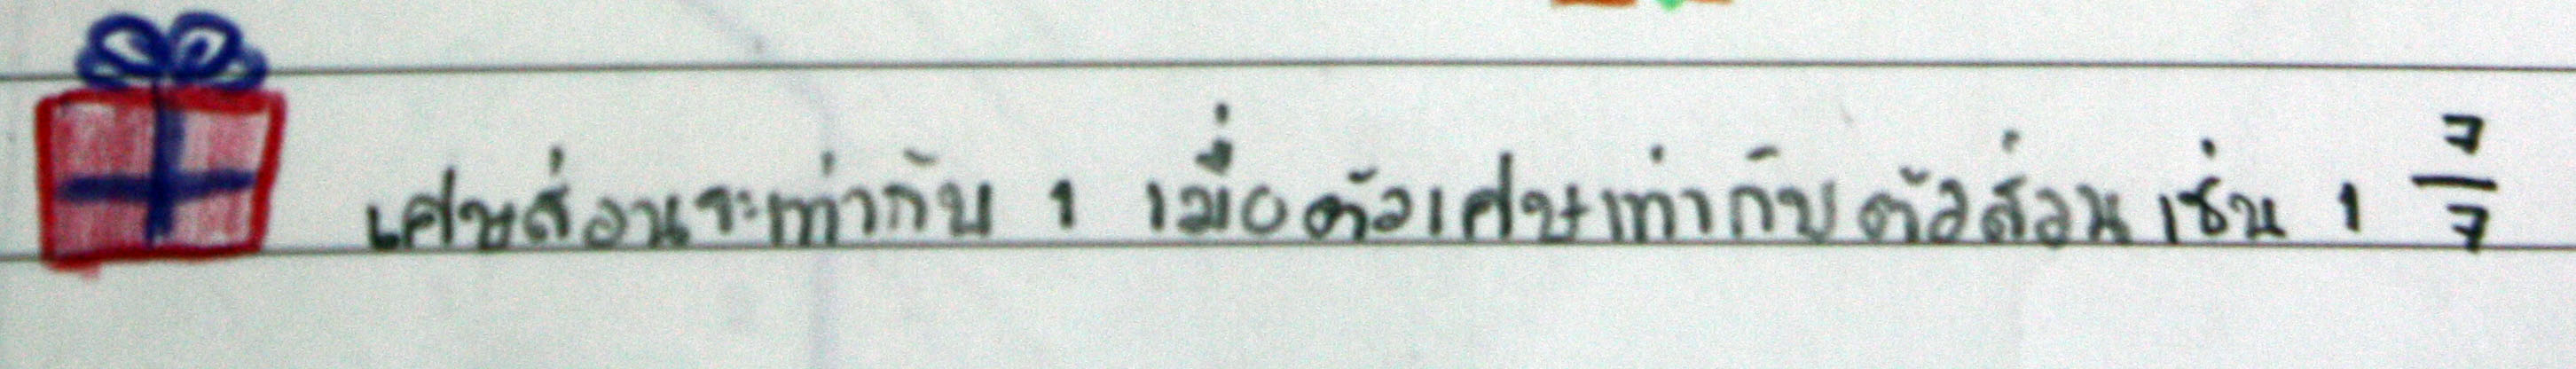 เศษส่วนจะเท่ากับ 1 เมื่อตัวเศษเท่ากับตัวส่วน เช่น 1 7/7